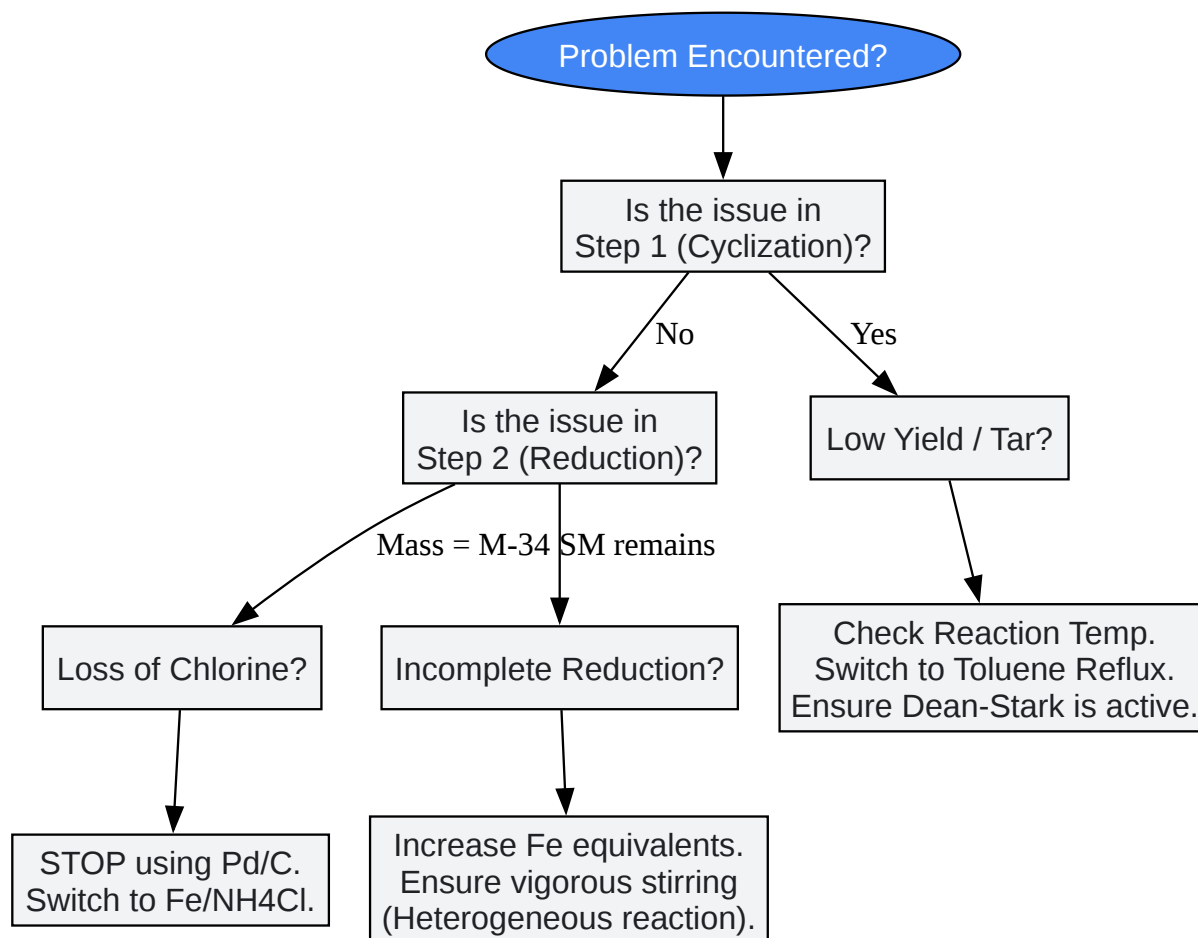 Problem Encountered?
Is the issue in
Step 1 (Cyclization)?
No
Yes
Is the issue in
Step 2 (Reduction)?
Low Yield / Tar?
Mass = M-34
SM remains
Loss of Chlorine?
Incomplete Reduction?
Check Reaction Temp.
Switch to Toluene Reflux.
Ensure Dean-Stark is active.
STOP using Pd/C.
Switch to Fe/NH4Cl.
Increase Fe equivalents.
Ensure vigorous stirring
(Heterogeneous reaction).